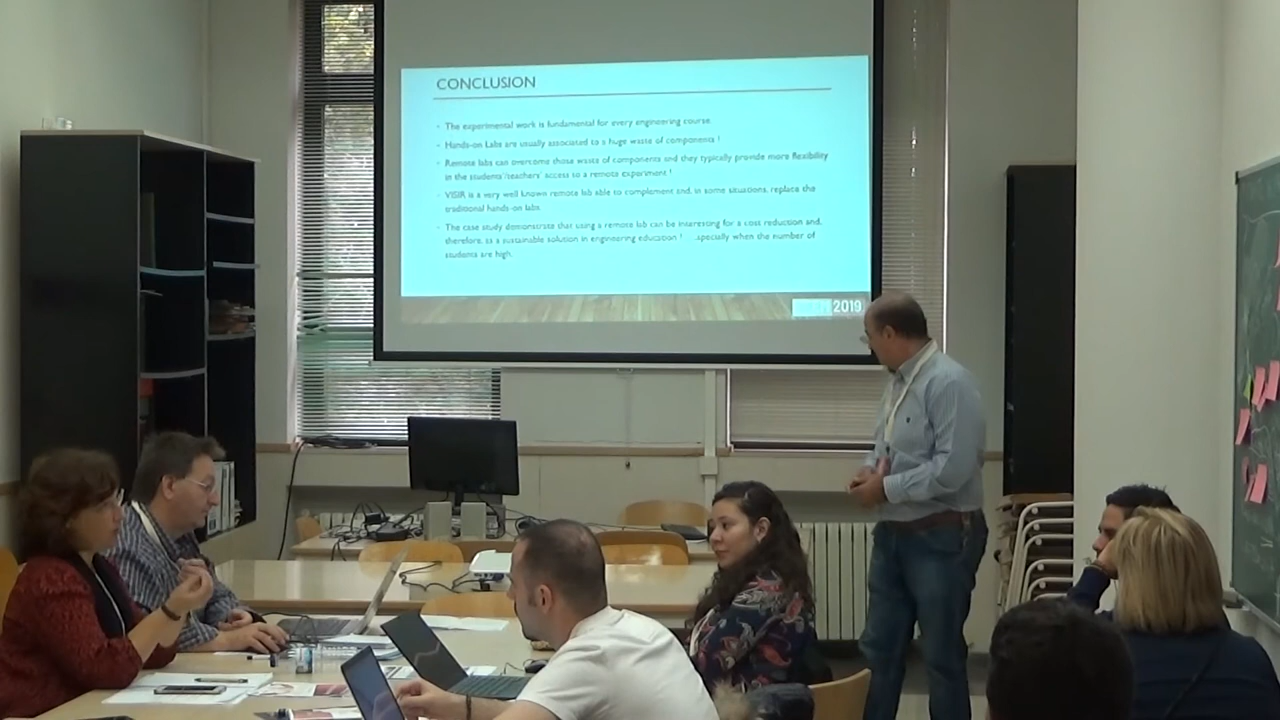 CONCLUSION
The experimental work is fundamental for every engineering course.
Hands-on Labs are usually associated to a huge waste of components !
Remote labs can overcome those waste of components and they typically provide more flexibility
in the students'/teachers' access to a remote experiment !
VISIR is a very well known remote lab able to complement and, in some situations, replace the
traditional hands-on labs.
The case study demonstrate that using a remote lab can be interesting for a cost reduction and,
therefore, as a sustainable solution in engineering education ! ...specially when the number of
students are high.
2019